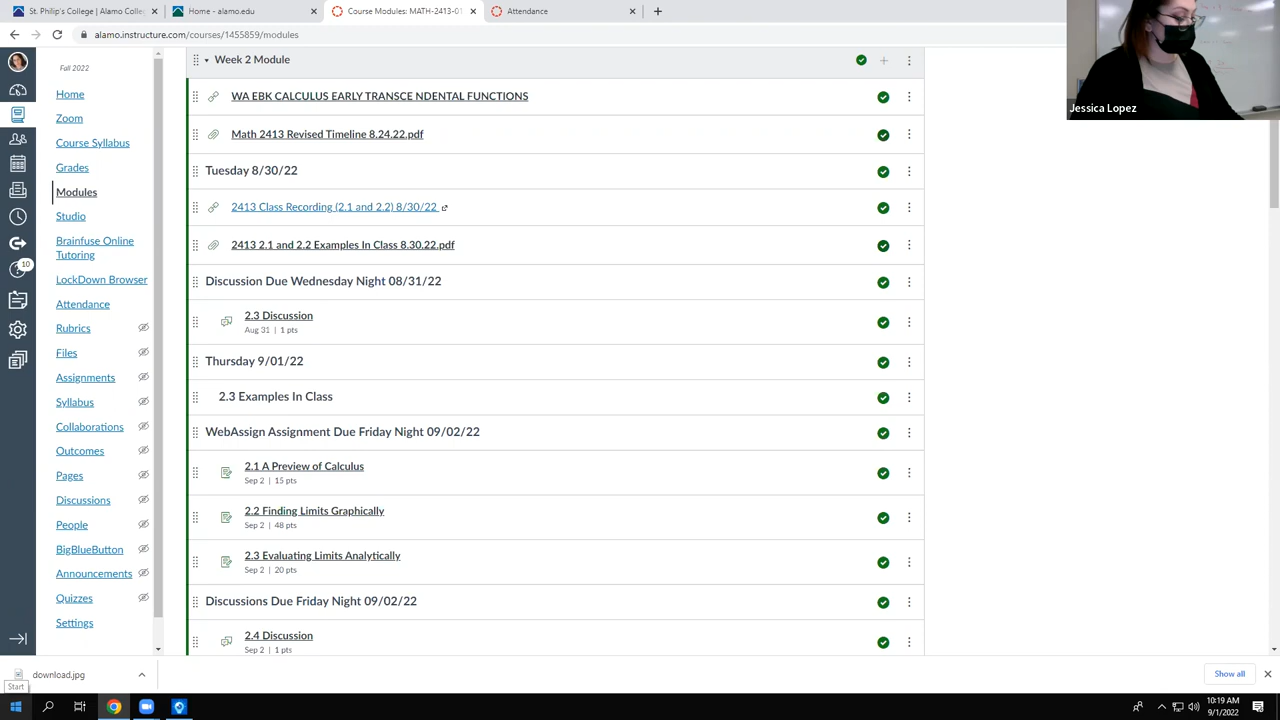 St. Philip's College
Home - alamo.edu
Course Modules: MATH-2413-01
Attendance
alamo.instructure.com/courses/1455859/modules
Jessica Lopez
Fall 2022
Home
Zoom
Course Syllabus
Grades
Modules
Studio
Brainfuse Online
Tutoring
10
LockDown Browser
Attendance
Rubrics
Files
Assignments
Syllabus
Collaborations
Outcomes
Pages
Discussions
People
BigBlueButton
Announcements
Quizzes
Settings
Week 2 Module
WA EBK CALCULUS EARLY TRANSCE NDENTAL FUNCTIONS
Math 2413 Revised Timeline 8.24.22.pdf
Tuesday 8/30/22
2413 Class Recording (2.1 and 2.2) 8/30/22
2413 2.1 and 2.2 Examples In Class 8.30.22.pdf
Discussion Due Wednesday Night 08/31/22
2.3 Discussion
Aug 31 | 1 pts
Thursday 9/01/22
2.3 Examples In Class
WebAssign Assignment Due Friday Night 09/02/22
2.1 A Preview of Calculus
Sep 2 | 15 pts
2.2 Finding Limits Graphically
Sep 2 | 48 pts
2.3 Evaluating Limits Analytically
Sep 2 | 20 pts
Discussions Due Friday Night 09/02/22
2.4 Discussion
Sep 2 | 1 pts
download.jpg
Show all
Start
10:19 AM
9/1/2022